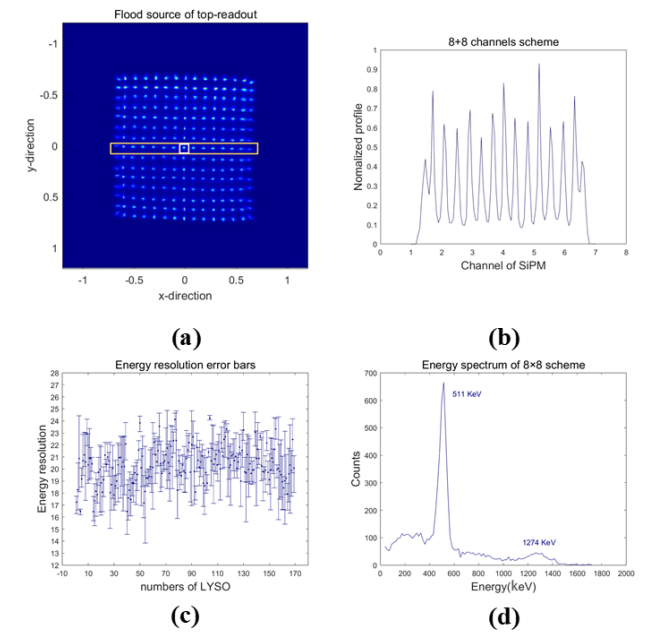 Flood source of top-readout
-1
-0.5
0
0.5
1
y-direction
-1 -0.5 0 0.5 1
x-direction
(a)
8+8 channels scheme
1
0.9
0.8
0.7
0.6
0.5
0.4
0.3
0.2
0.1
0
Nomalized profile
0 1 2 3 4 5 6 7 8
Channel of SiPM
(b)
Energy resolution error bars
28
27
26
25
24
23
22
21
20
19
18
17
16
15
14
13
12
Energy resolution
-10 10 30 50 70 90 110 130 150 170
numbers of LYSO
(c)
Energy spectrum of 8×8 scheme
700
600
500
400
300
200
100
0
Counts
511 KeV
1274 KeV
0 200 400 600 800 1000 1200 1400 1600 1800 2000
Energy(keV)
(d)